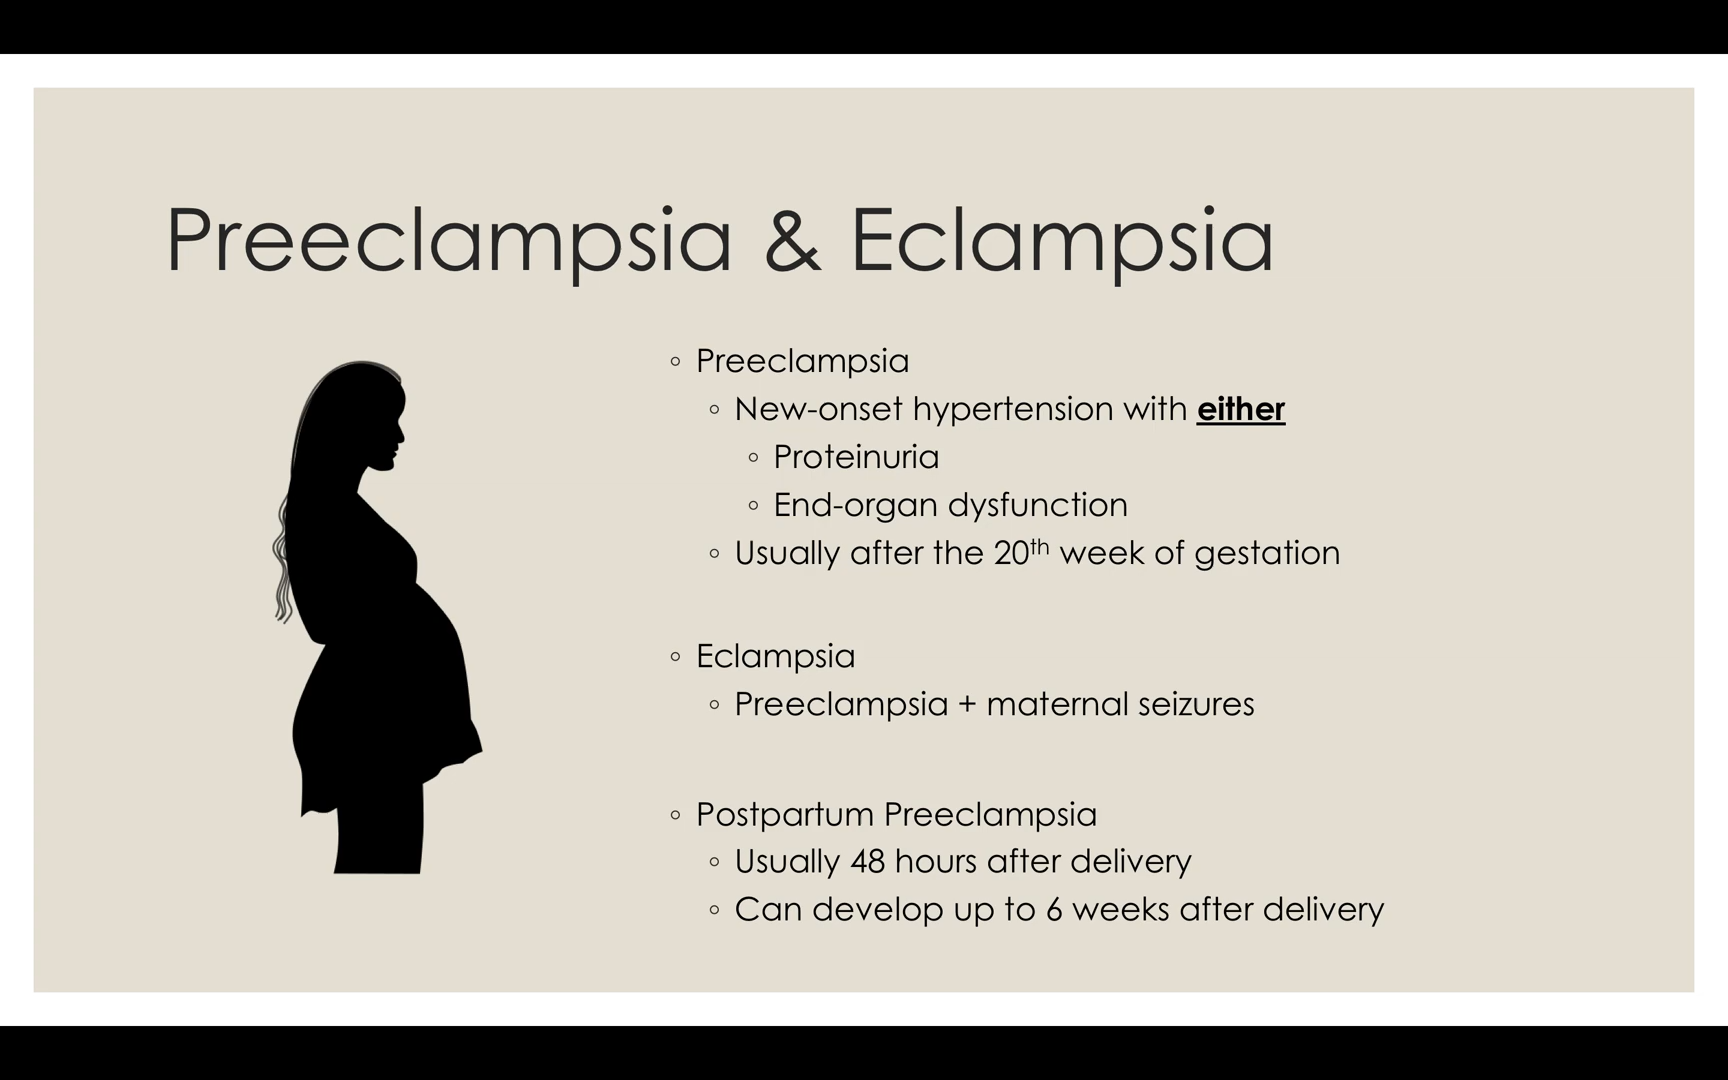 Preeclampsia & Eclampsia
◦ Preeclampsia
◦ New-onset hypertension with either
◦ Proteinuria
◦ End-organ dysfunction
◦ Usually after the 20th week of gestation
◦ Eclampsia
◦ Preeclampsia + maternal seizures
◦ Postpartum Preeclampsia
◦ Usually 48 hours after delivery
◦ Can develop up to 6 weeks after delivery